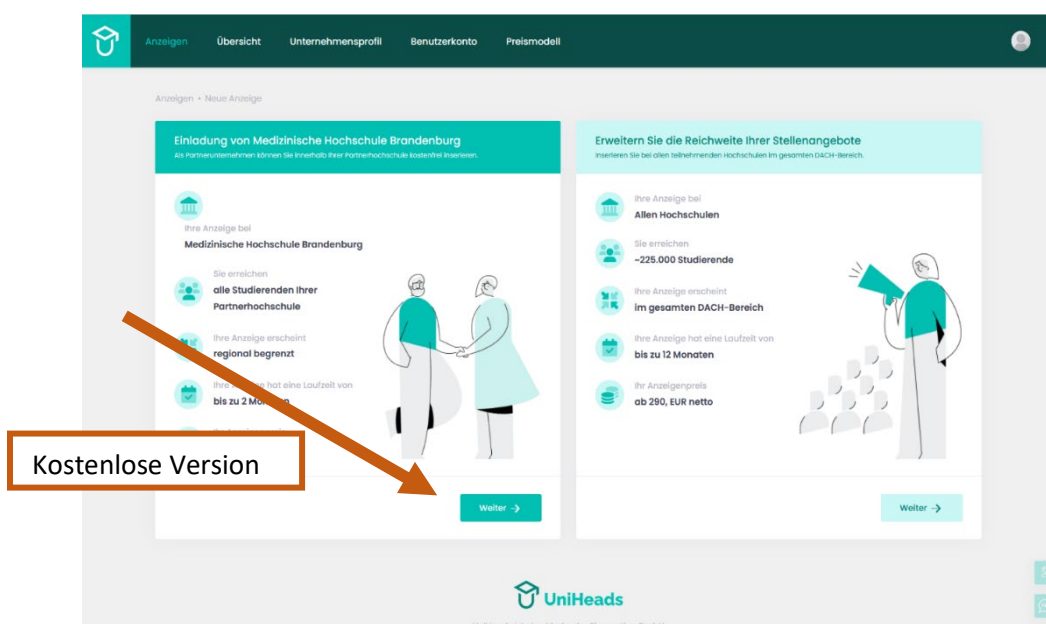 Anzeigen Übersicht Unternehmensprofil Benutzerkonto Preismodell
Anzeigen • Neue Anzeige
Einladung von Medizinische Hochschule Brandenburg
Als Partnerunternehmen können Sie innerhalb Ihrer Partnerhochschule kostenfrei inserieren.
Ihre Anzeige bei
Medizinische Hochschule Brandenburg
Sie erreichen
alle Studierenden Ihrer
Partnerhochschule
Ihre Anzeige erscheint
regional begrenzt
Ihre Anzeige hat eine Laufzeit von
bis zu 2 Monaten
Ihr Anzeigenpreis
Kostenlose Version
Weiter →
Erweitern Sie die Reichweite Ihrer Stellenangebote
Inserieren Sie bei allen teilnehmenden Hochschulen im gesamten DACH-Bereich.
Ihre Anzeige bei
Allen Hochschulen
Sie erreichen
~225.000 Studierende
Ihre Anzeige erscheint
im gesamten DACH-Bereich
Ihre Anzeige hat eine Laufzeit von
bis zu 12 Monaten
Ihr Anzeigenpreis
ab 290, EUR netto
Weiter →
UniHeads